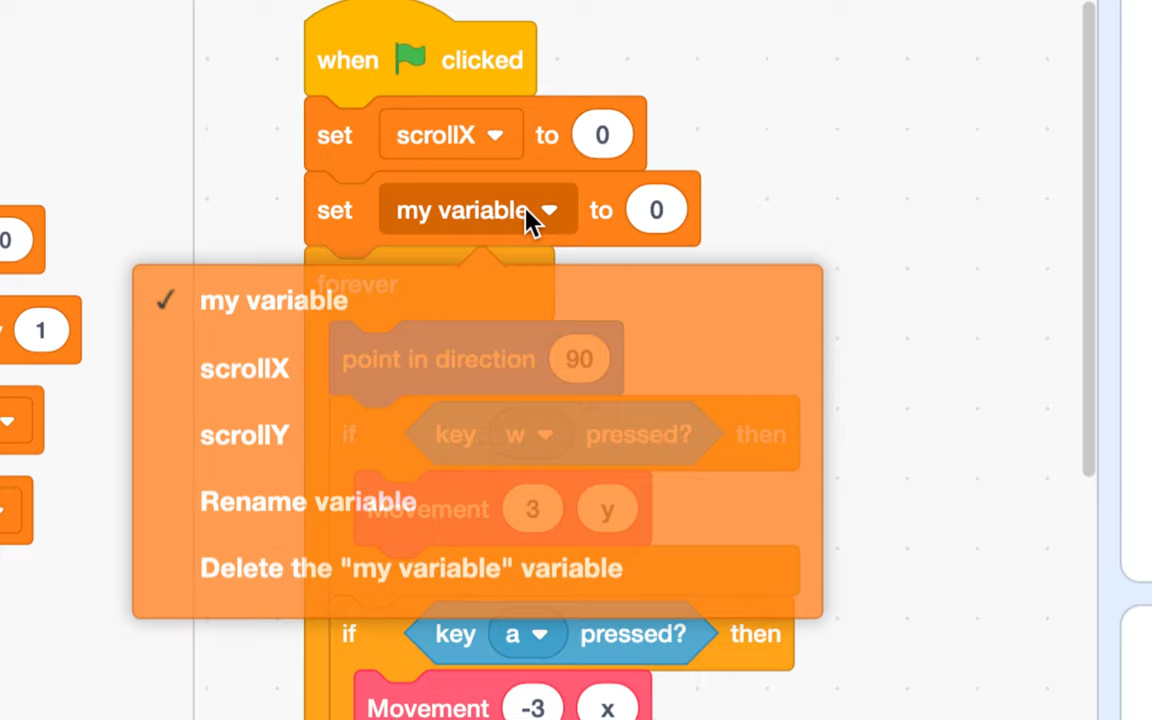 when clicked
set scrollX to 0
set my variable to 0
0
forever
my variable
1
point in direction 90
scrollX
if key w pressed? then
scrollY
Movement 3 y
Rename variable
Delete the "my variable" variable
if key a pressed? then
Movement -3 x